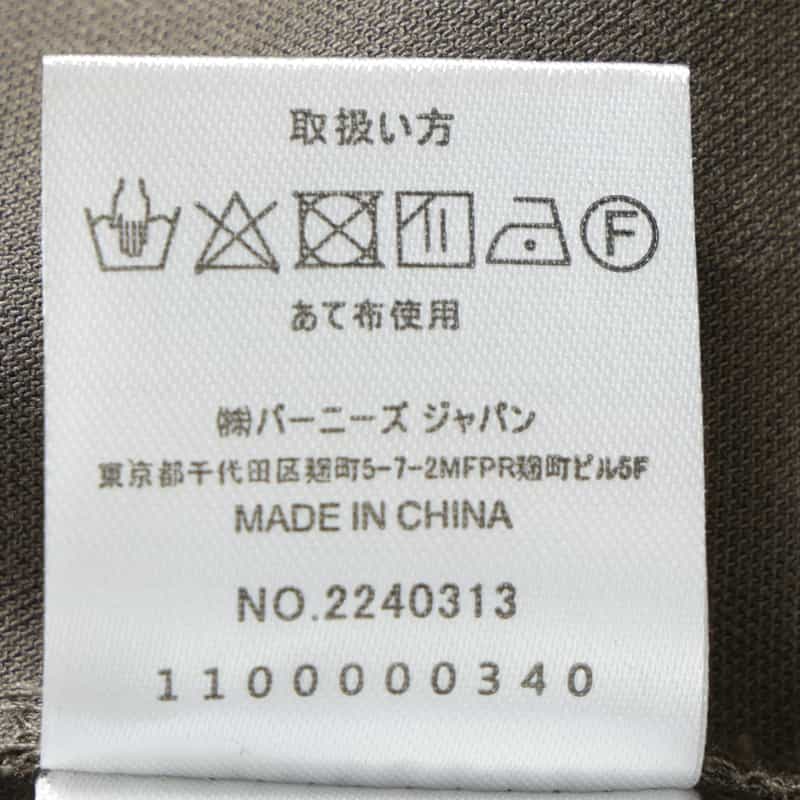 取扱い方
F
あて布使用
㈱バーニーズ ジャパン
東京都千代田区麹町5-7-2MFPR麹町ビル5F
MADE IN CHINA
NO.2240313
1100000340